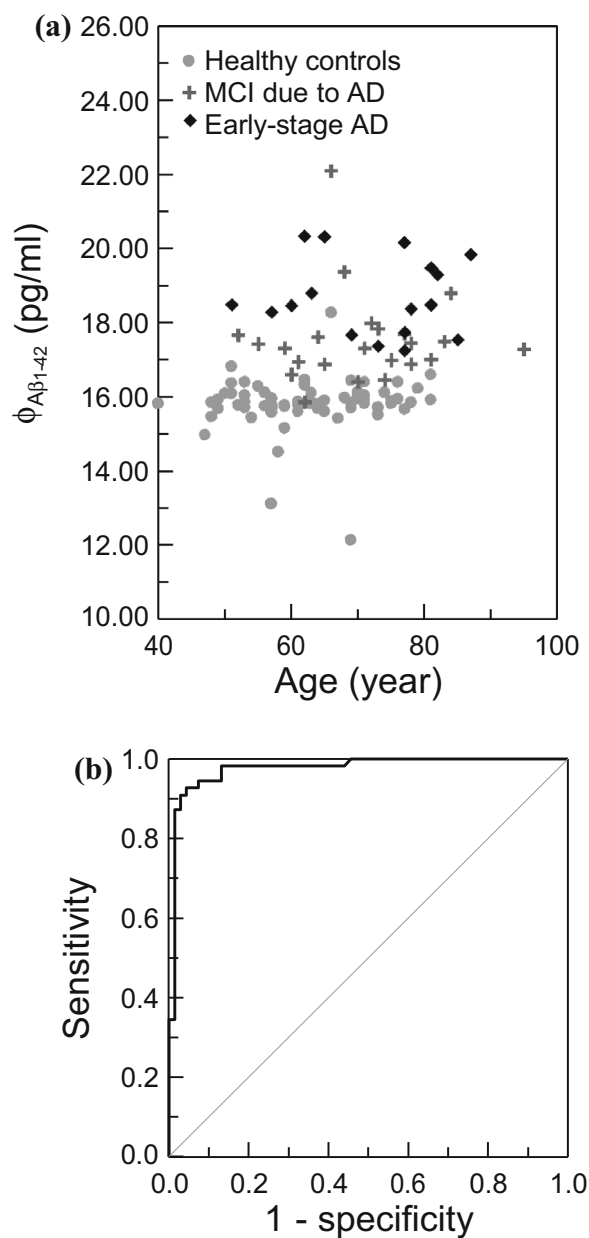 (a)
26.00
24.00
22.00
20.00
18.00
16.00
14.00
12.00
10.00
ϕAβ1-42 (pg/ml)
Healthy controls
MCI due to AD
Early-stage AD
40 60 80 100
Age (year)
(b)
1.0
0.8
0.6
0.4
0.2
0.0
Sensitivity
0.0 0.2 0.4 0.6 0.8 1.0
1 - specificity